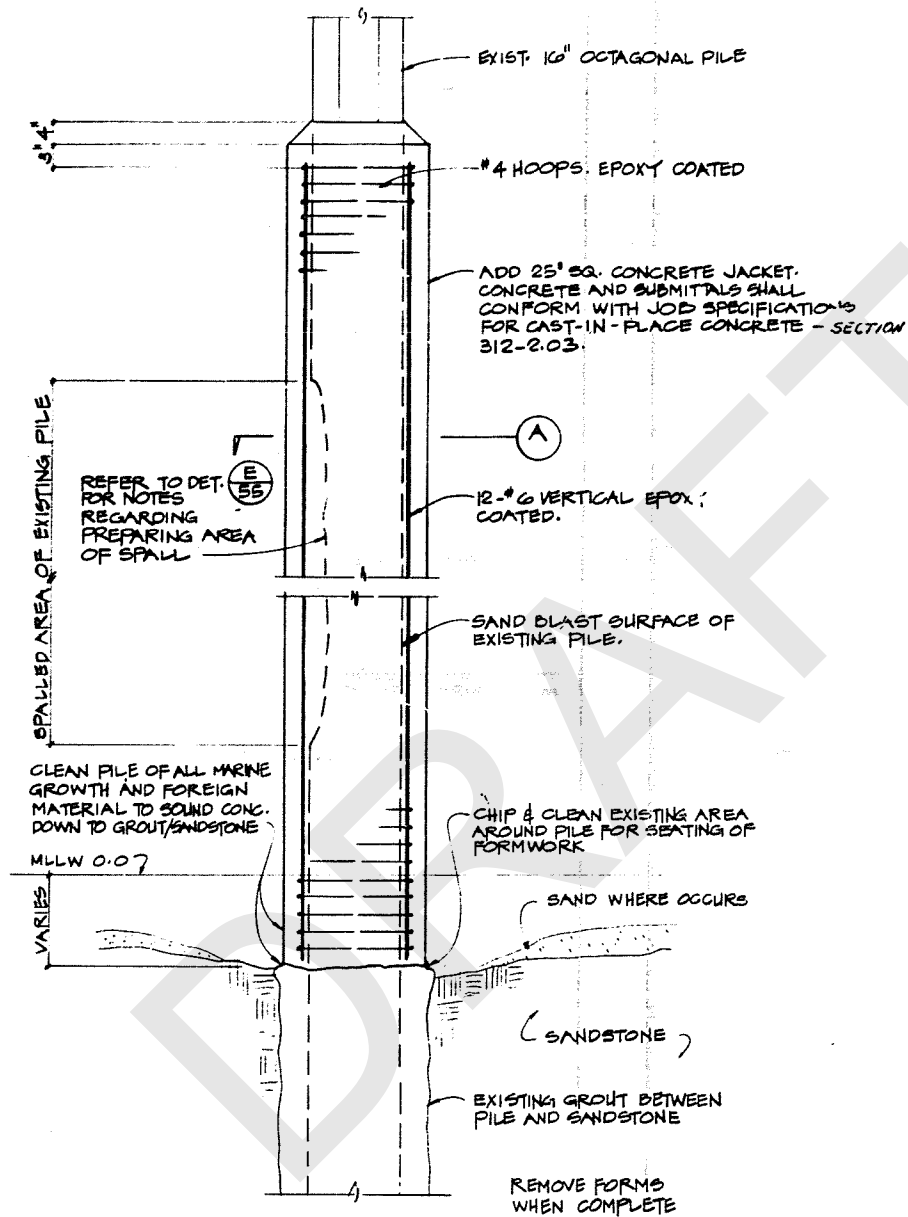 EXIST. 16" OCTAGONAL PILE
4"
3"
#4 HOOPS. EPOXY COATED
ADD 25" SQ. CONCRETE JACKET.
CONCRETE AND SUBMITTALS SHALL
CONFORM WITH JOB SPECIFICATIONS
FOR CAST-IN-PLACE CONCRETE - SECTION
312-2.03.
SPALLED AREA OF EXISTING PILE
A
REFER TO DET. E
55
FOR NOTES
REGARDING
PREPARING AREA
OF SPALL
12-#6 VERTICAL EPOXY
COATED.
SAND BLAST SURFACE OF
EXISTING PILE.
CLEAN PILE OF ALL MARINE
GROWTH AND FOREIGN
MATERIAL TO SOUND CONC.
DOWN TO GROUT/SANDSTONE
CHIP & CLEAN EXISTING AREA
AROUND PILE FOR SEATING OF
FORMWORK
MLLW 0.0
VARIES
SAND WHERE OCCURS
SANDSTONE
EXISTING GROUT BETWEEN
PILE AND SANDSTONE
REMOVE FORMS
WHEN COMPLETE
DRAFT